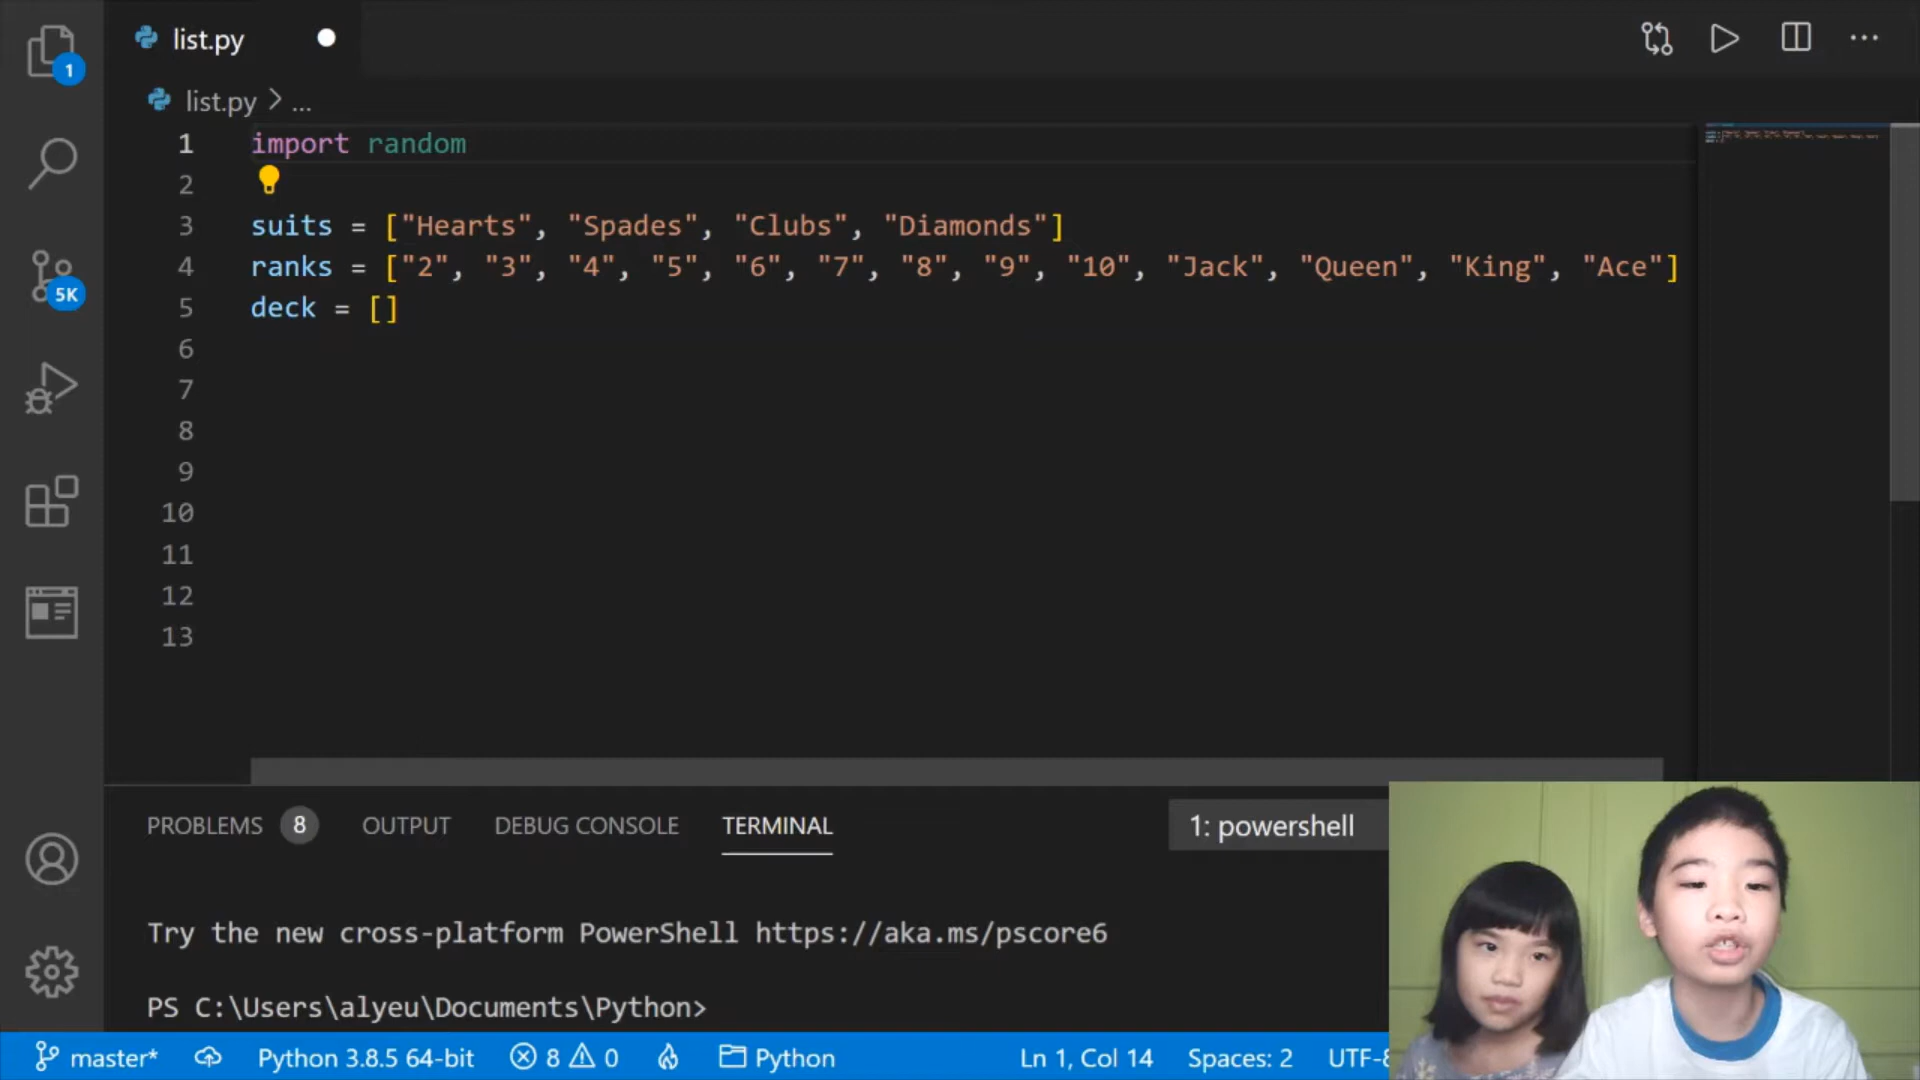 list.py
1
list.py > ...
1 import random
2
3 suits = ["Hearts", "Spades", "Clubs", "Diamonds"]
4 ranks = ["2", "3", "4", "5", "6", "7", "8", "9", "10", "Jack", "Queen", "King", "Ace"]
5 deck = []
6
7
8
9
10
11
12
13
5K
PROBLEMS 8 OUTPUT DEBUG CONSOLE TERMINAL 1: powershell
Try the new cross-platform PowerShell https://aka.ms/pscore6
PS C:\Users\alyeu\Documents\Python>
master* Python 3.8.5 64-bit 8 0 Python Ln 1, Col 14 Spaces: 2 UTF-8